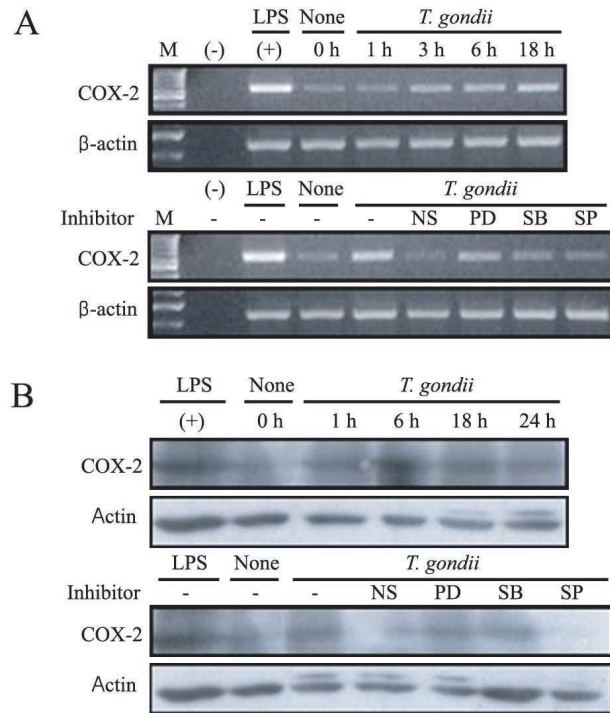 A
LPS None T. gondii
M (-) (+) 0 h 1 h 3 h 6 h 18 h
COX-2
β-actin
(-) LPS None T. gondii
Inhibitor M - - - - NS PD SB SP
COX-2
β-actin
B
LPS None T. gondii
(+) 0 h 1 h 6 h 18 h 24 h
COX-2
Actin
LPS None T. gondii
Inhibitor - - - NS PD SB SP
COX-2
Actin